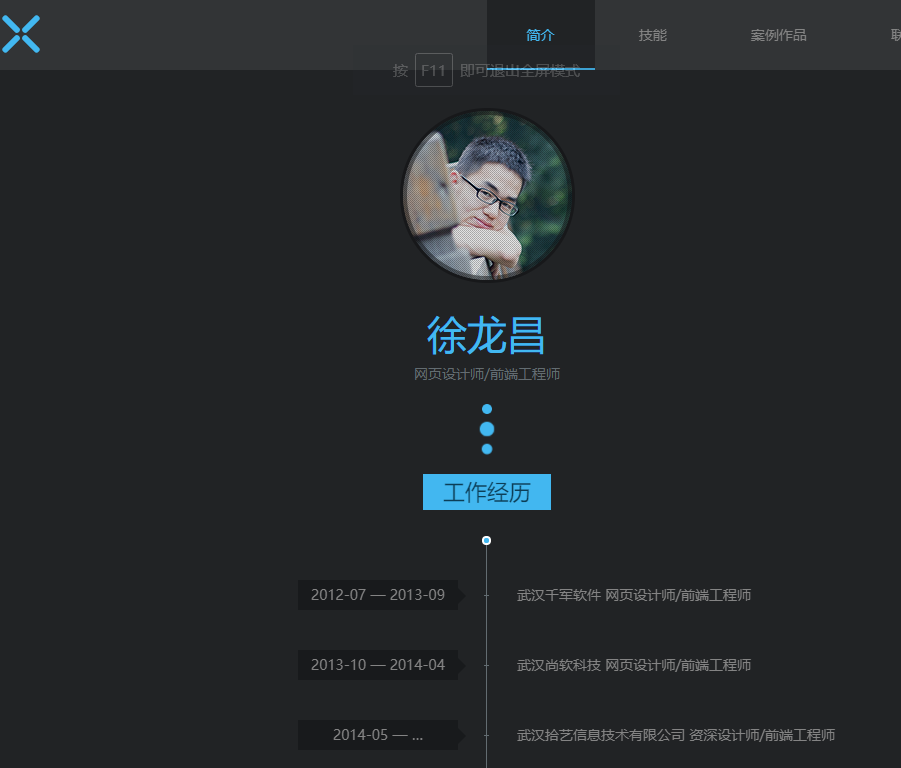 简介 技能 案例作品 联
按 F11 即可退出全屏模式
徐龙昌
网页设计师/前端工程师
工作经历
2012-07 — 2013-09 武汉千军软件 网页设计师/前端工程师
2013-10 — 2014-04 武汉尚软科技 网页设计师/前端工程师
2014-05 — ... 武汉拾艺信息技术有限公司 资深设计师/前端工程师